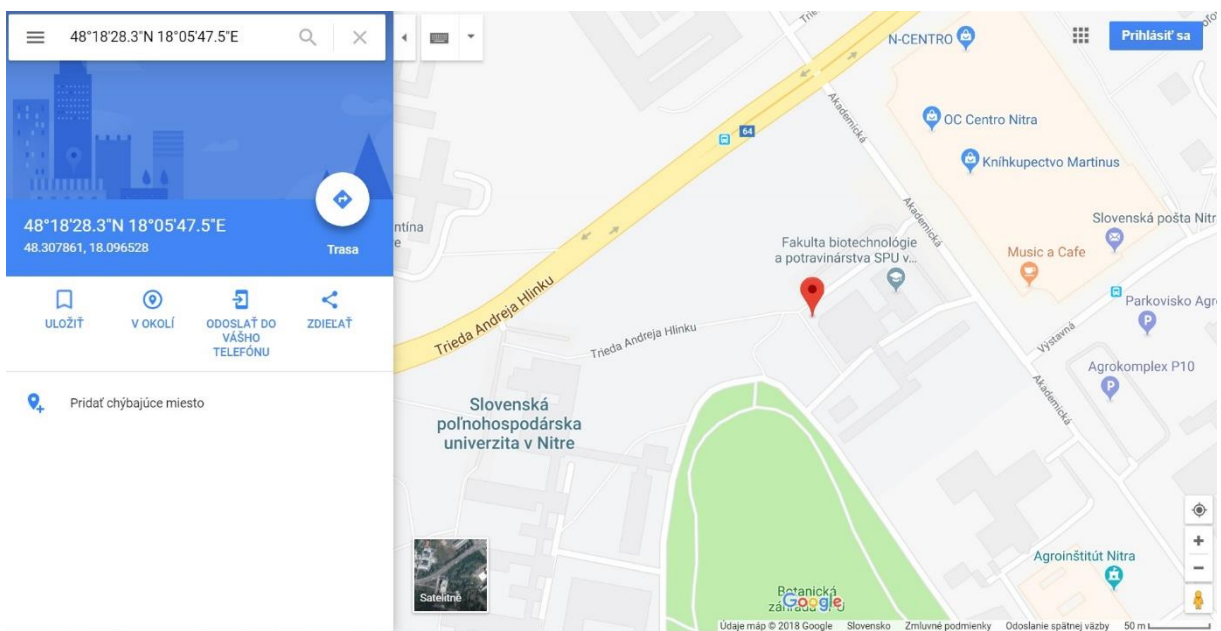 48°18'28.3"N 18°05'47.5"E
48°18'28.3"N 18°05'47.5"E
48.307861, 18.096528
Trasa
ULOŽIŤ
V OKOLÍ
ODOSLAŤ DO
VÁŠHO
TELEFÓNU
ZDIEĽAŤ
Pridať chýbajúce miesto
Prihlásiť sa
N-CENTRO
64
Akademická
OC Centro Nitra
Kníhkupectvo Martinus
Slovenská pošta Nitr
Akademická
Fakulta biotechnológie
a potravinárstva SPU v...
Music a Cafe
Trieda Andreja Hlinku
Trieda Andreja Hlinku
Parkovisko Agr
P
Výstavná
Agrokomplex P10
P
Akademická
Slovenská
poľnohospodárska
univerzita v Nitre
Agroinštitút Nitra
Satelitné
Botanická
Google
Údaje máp © 2018 Google Slovensko Zmluvné podmienky Odoslanie spätnej väzby 50 m